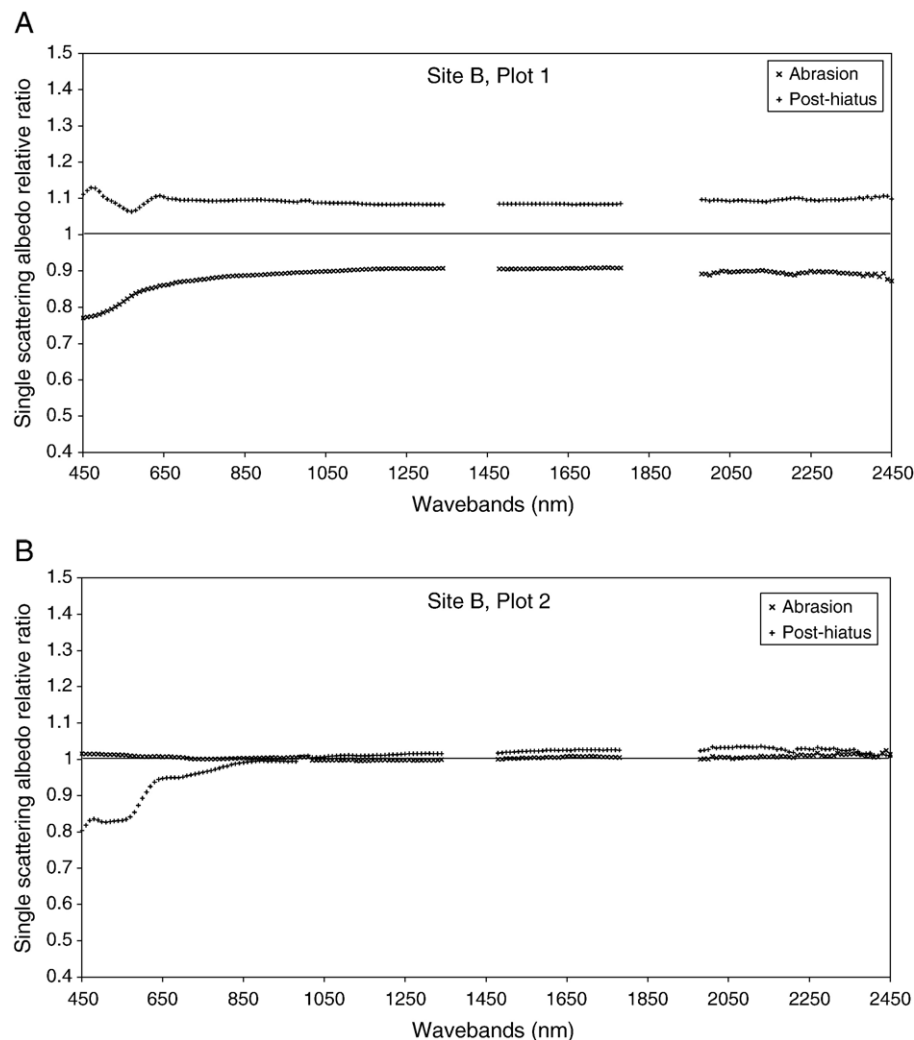 A
Single scattering albedo relative ratio
1.5
1.4
1.3
1.2
1.1
1
0.9
0.8
0.7
0.6
0.5
0.4
Site B, Plot 1
× Abrasion
+ Post-hiatus
450 650 850 1050 1250 1450 1650 1850 2050 2250 2450
Wavebands (nm)
B
Single scattering albedo relative ratio
1.5
1.4
1.3
1.2
1.1
1
0.9
0.8
0.7
0.6
0.5
0.4
Site B, Plot 2
× Abrasion
+ Post-hiatus
450 650 850 1050 1250 1450 1650 1850 2050 2250 2450
Wavebands (nm)